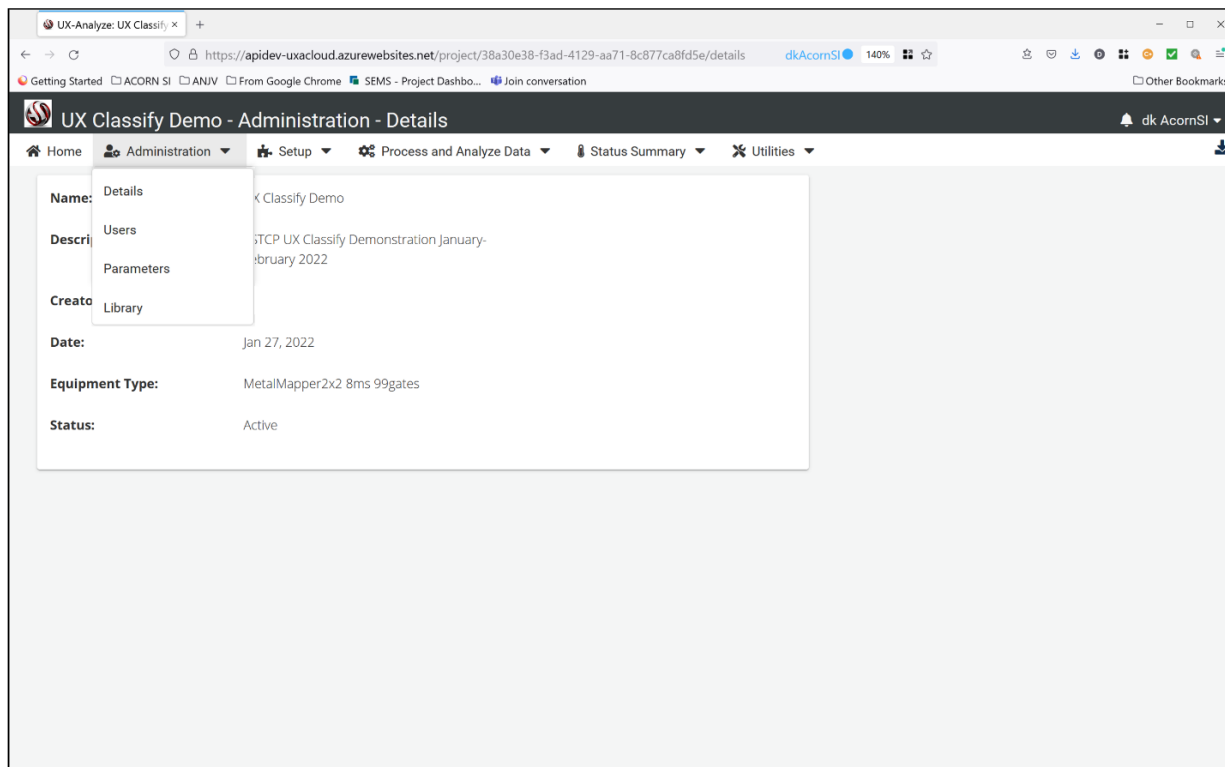 UX-Analyze: UX Classify × +
https://apidev-uxacloud.azurewebsites.net/project/38a30e38-f3ad-4129-aa71-8c877ca8fd5e/details dkAcornSI 140%
Getting Started ACORN SI ANJV From Google Chrome SEMS - Project Dashbo... Join conversation Other Bookmarks
UX Classify Demo - Administration - Details dk AcornSI
Home Administration Setup Process and Analyze Data Status Summary Utilities
Details
Users
Parameters
Library
Name: X Classify Demo
Descri STCP UX Classify Demonstration January-
ebruary 2022
Creato
Date: Jan 27, 2022
Equipment Type: MetalMapper2x2 8ms 99gates
Status: Active